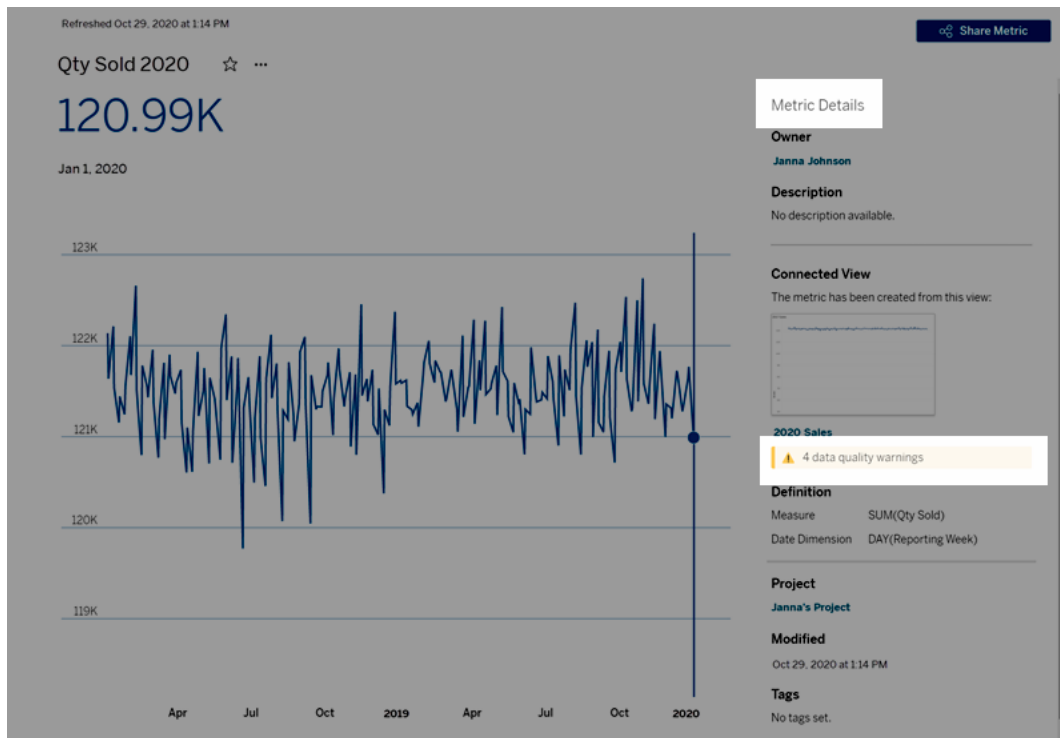 Refreshed Oct 29, 2020 at 1:14 PM
Share Metric
Qty Sold 2020
120.99K
Jan 1, 2020
123K
122K
121K
120K
119K
Apr
Jul
Oct
2019
Apr
Jul
Oct
2020
Metric Details
Owner
Janna Johnson
Description
No description available.
Connected View
The metric has been created from this view:
2020 Sales
4 data quality warnings
Definition
Measure SUM(Qty Sold)
Date Dimension DAY(Reporting Week)
Project
Janna's Project
Modified
Oct 29, 2020 at 1:14 PM
Tags
No tags set.